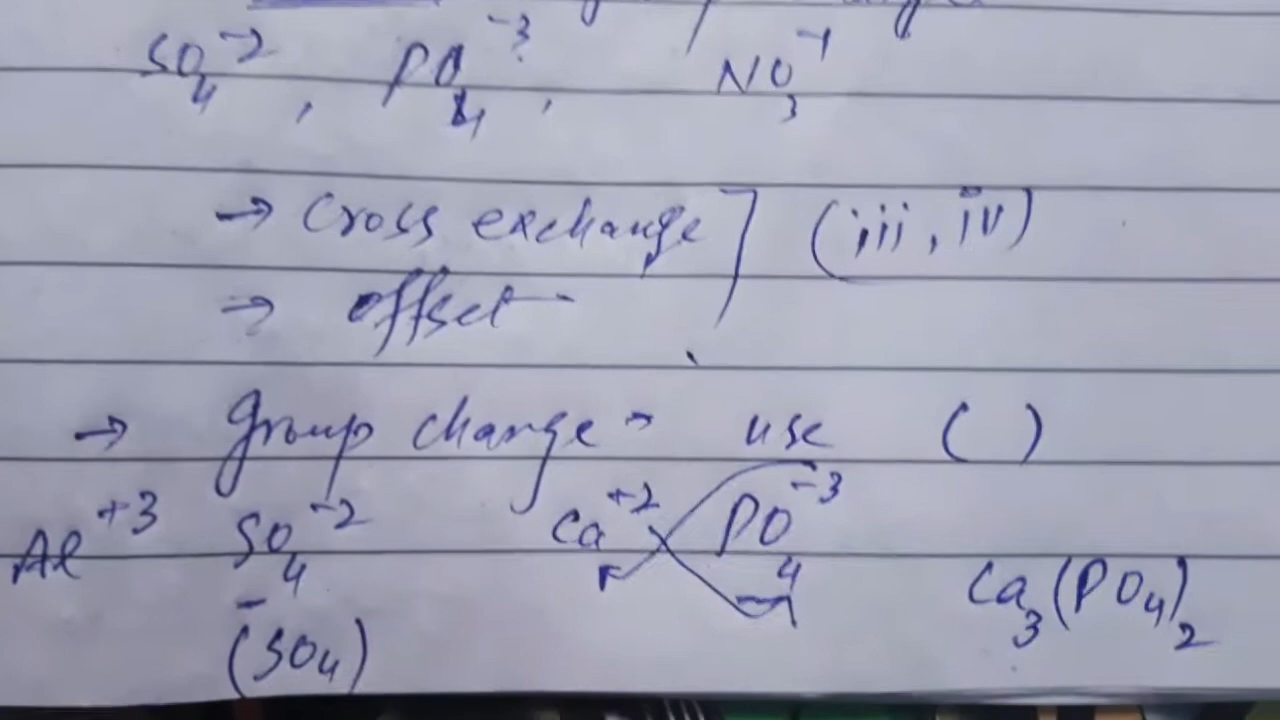 SO₄⁻², PO₄⁻³, NO₃⁻¹
→ Cross exchange ] (iii, iv)
→ offset
→ Group change - use ( )
Al⁺³ SO₄⁻² Ca⁺² PO₄⁻³ Ca₃(PO₄)₂
(SO₄)